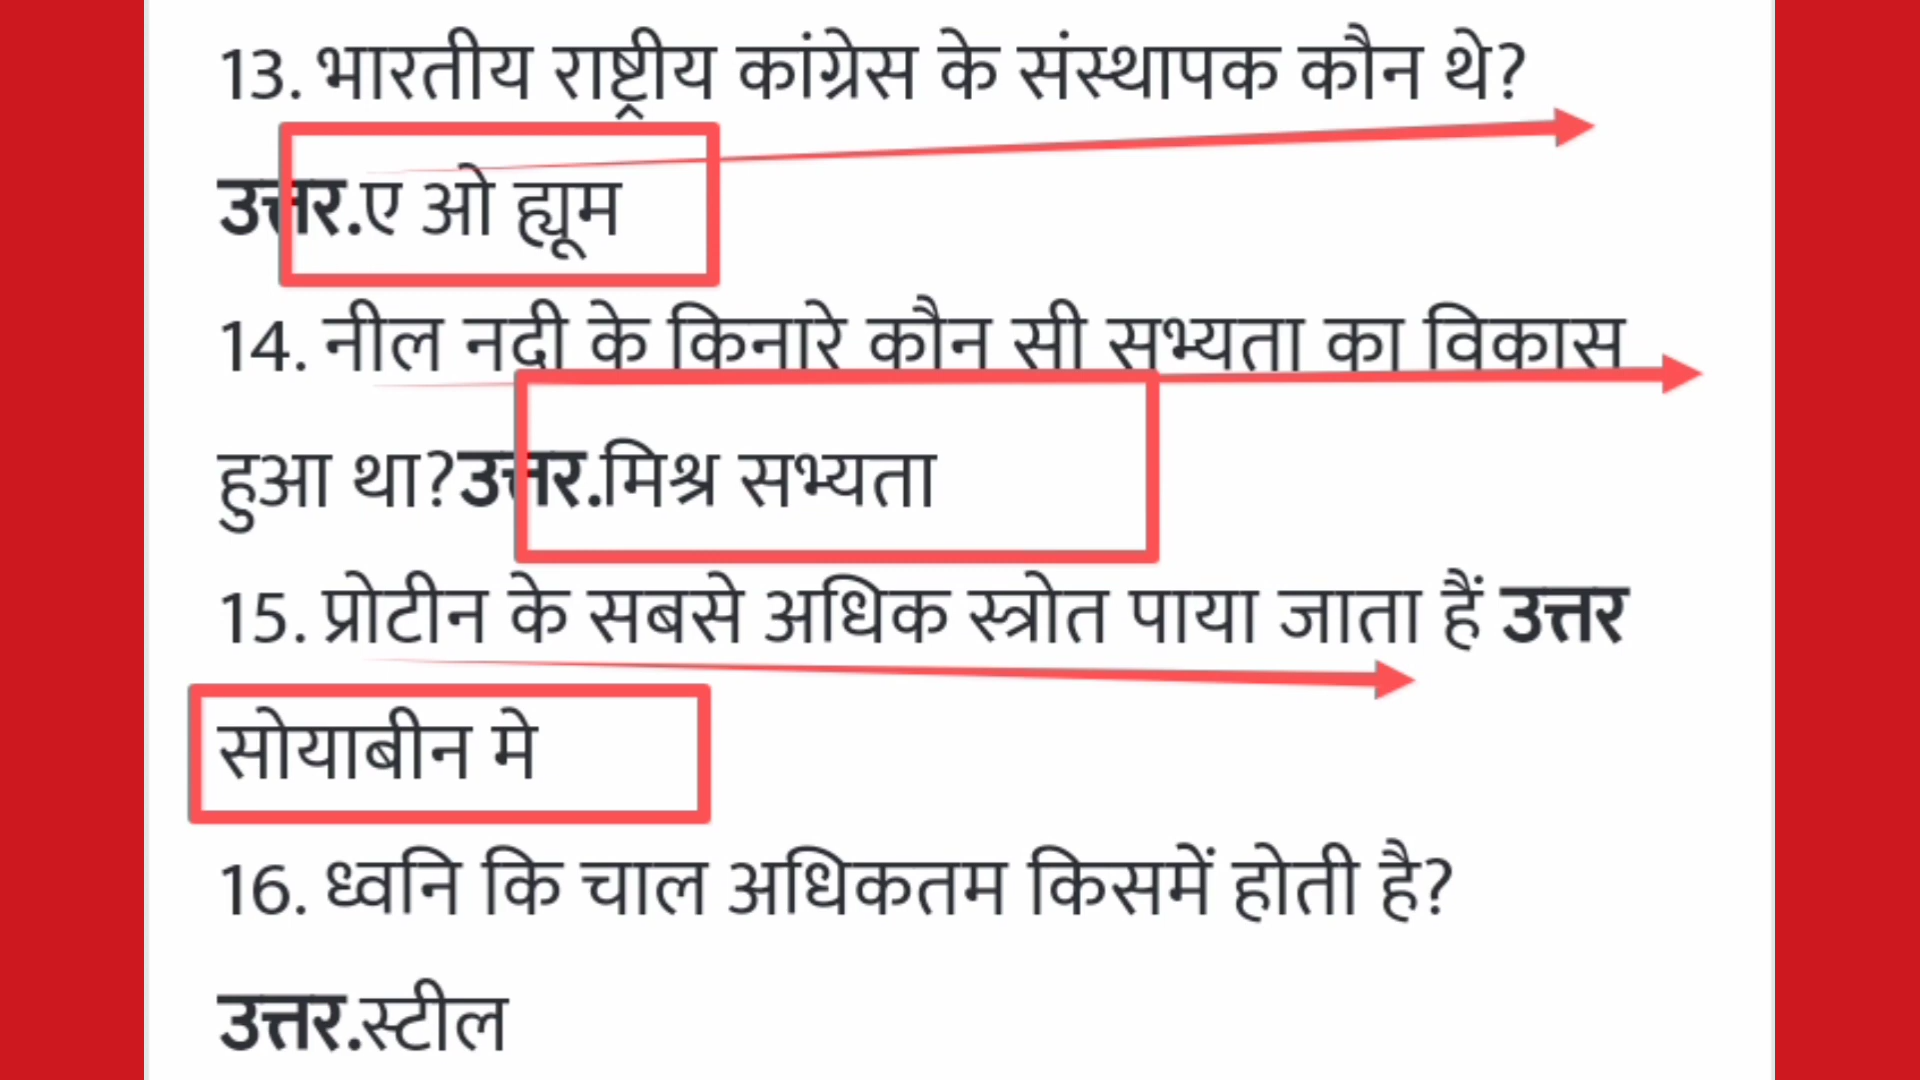 13. भारतीय राष्ट्रीय कांग्रेस के संस्थापक कौन थे?
उत्तर.ए ओ ह्यूम
14. नील नदी के किनारे कौन सी सभ्यता का विकास
हुआ था?उत्तर.मिश्र सभ्यता
15. प्रोटीन के सबसे अधिक स्त्रोत पाया जाता हैं उत्तर
सोयाबीन मे
16. ध्वनि कि चाल अधिकतम किसमें होती है?
उत्तर.स्टील